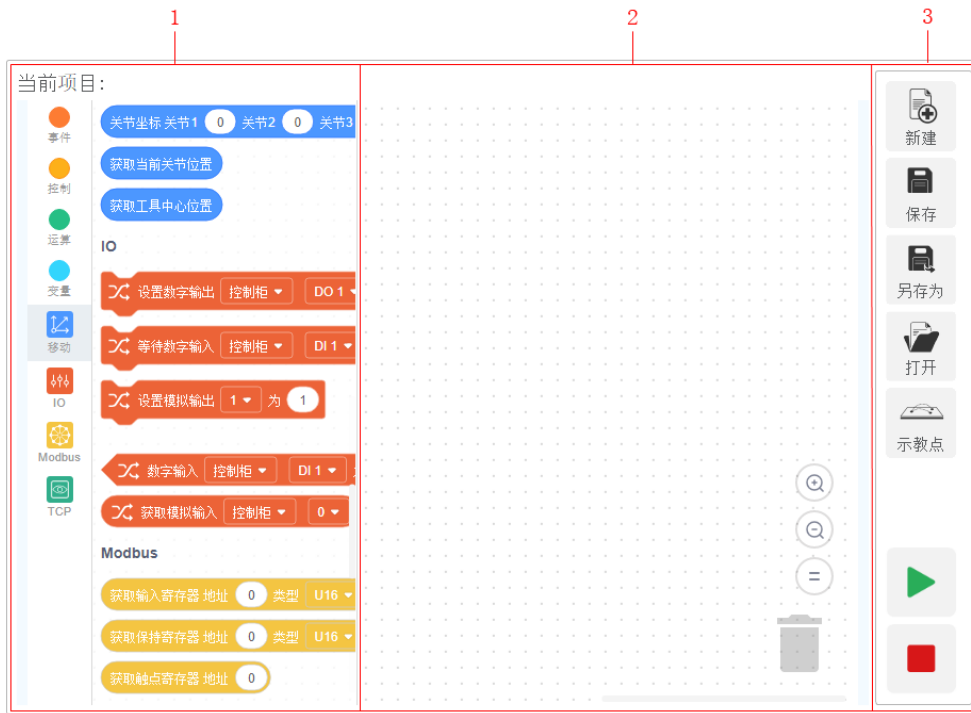 1
2
3
当前项目:
事件
控制
运算
变量
移动
IO
Modbus
TCP
关节坐标 关节1 0 关节2 0 关节3
获取当前关节位置
获取工具中心位置
IO
设置数字输出 控制柜 DO 1
等待数字输入 控制柜 DI 1
设置模拟输出 1 为 1
数字输入 控制柜 DI 1
获取模拟输入 控制柜 0
Modbus
获取输入寄存器 地址 0 类型 U16
获取保持寄存器 地址 0 类型 U16
获取触点寄存器 地址 0
新建
保存
另存为
打开
示教点